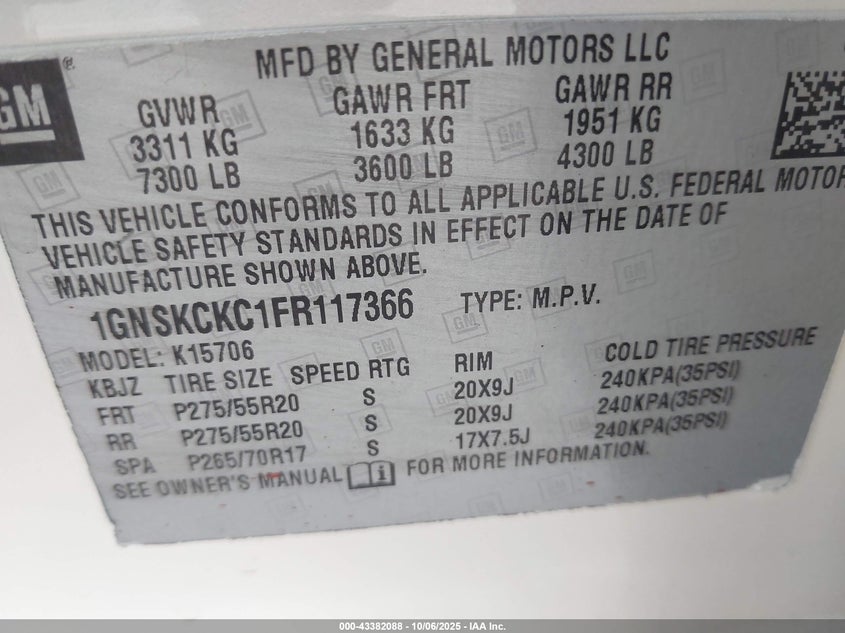 GM ®
MFD BY GENERAL MOTORS LLC
GVWR GAWR FRT GAWR RR
3311 KG 1633 KG 1951 KG
7300 LB 3600 LB 4300 LB
THIS VEHICLE CONFORMS TO ALL APPLICABLE U.S. FEDERAL MOTOR
VEHICLE SAFETY STANDARDS IN EFFECT ON THE DATE OF
MANUFACTURE SHOWN ABOVE.
1GNSKCKC1FR117366 TYPE: M.P.V.
MODEL: K15706
KBJZ TIRE SIZE SPEED RTG RIM COLD TIRE PRESSURE
FRT P275/55R20 S 20X9J 240KPA(35PSI)
RR P275/55R20 S 20X9J 240KPA(35PSI)
SPA P265/70R17 S 17X7.5J 240KPA(35PSI)
SEE OWNER'S MANUAL i FOR MORE INFORMATION.
000-43382088 - 10/06/2025 - IAA Inc.